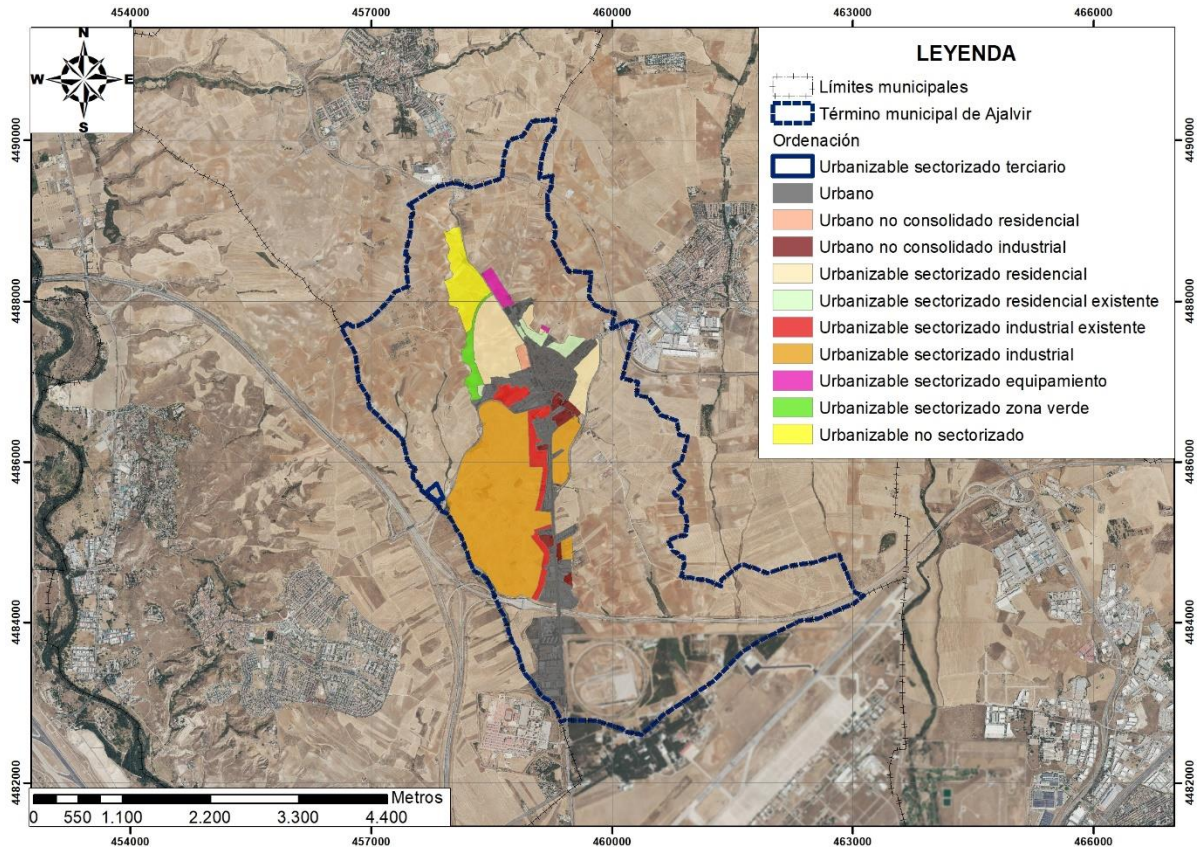 454000 457000 460000 463000 466000
N
W E
S
LEYENDA
Límites municipales
Término municipal de Ajalvir
Ordenación
Urbanizable sectorizado terciario
Urbano
Urbano no consolidado residencial
Urbano no consolidado industrial
Urbanizable sectorizado residencial
Urbanizable sectorizado residencial existente
Urbanizable sectorizado industrial existente
Urbanizable sectorizado industrial
Urbanizable sectorizado equipamiento
Urbanizable sectorizado zona verde
Urbanizable no sectorizado
4490000 4490000
4488000 4488000
4486000 4486000
4484000 4484000
4482000 4482000
Metros
0 550 1.100 2.200 3.300 4.400
454000 457000 460000 463000 466000